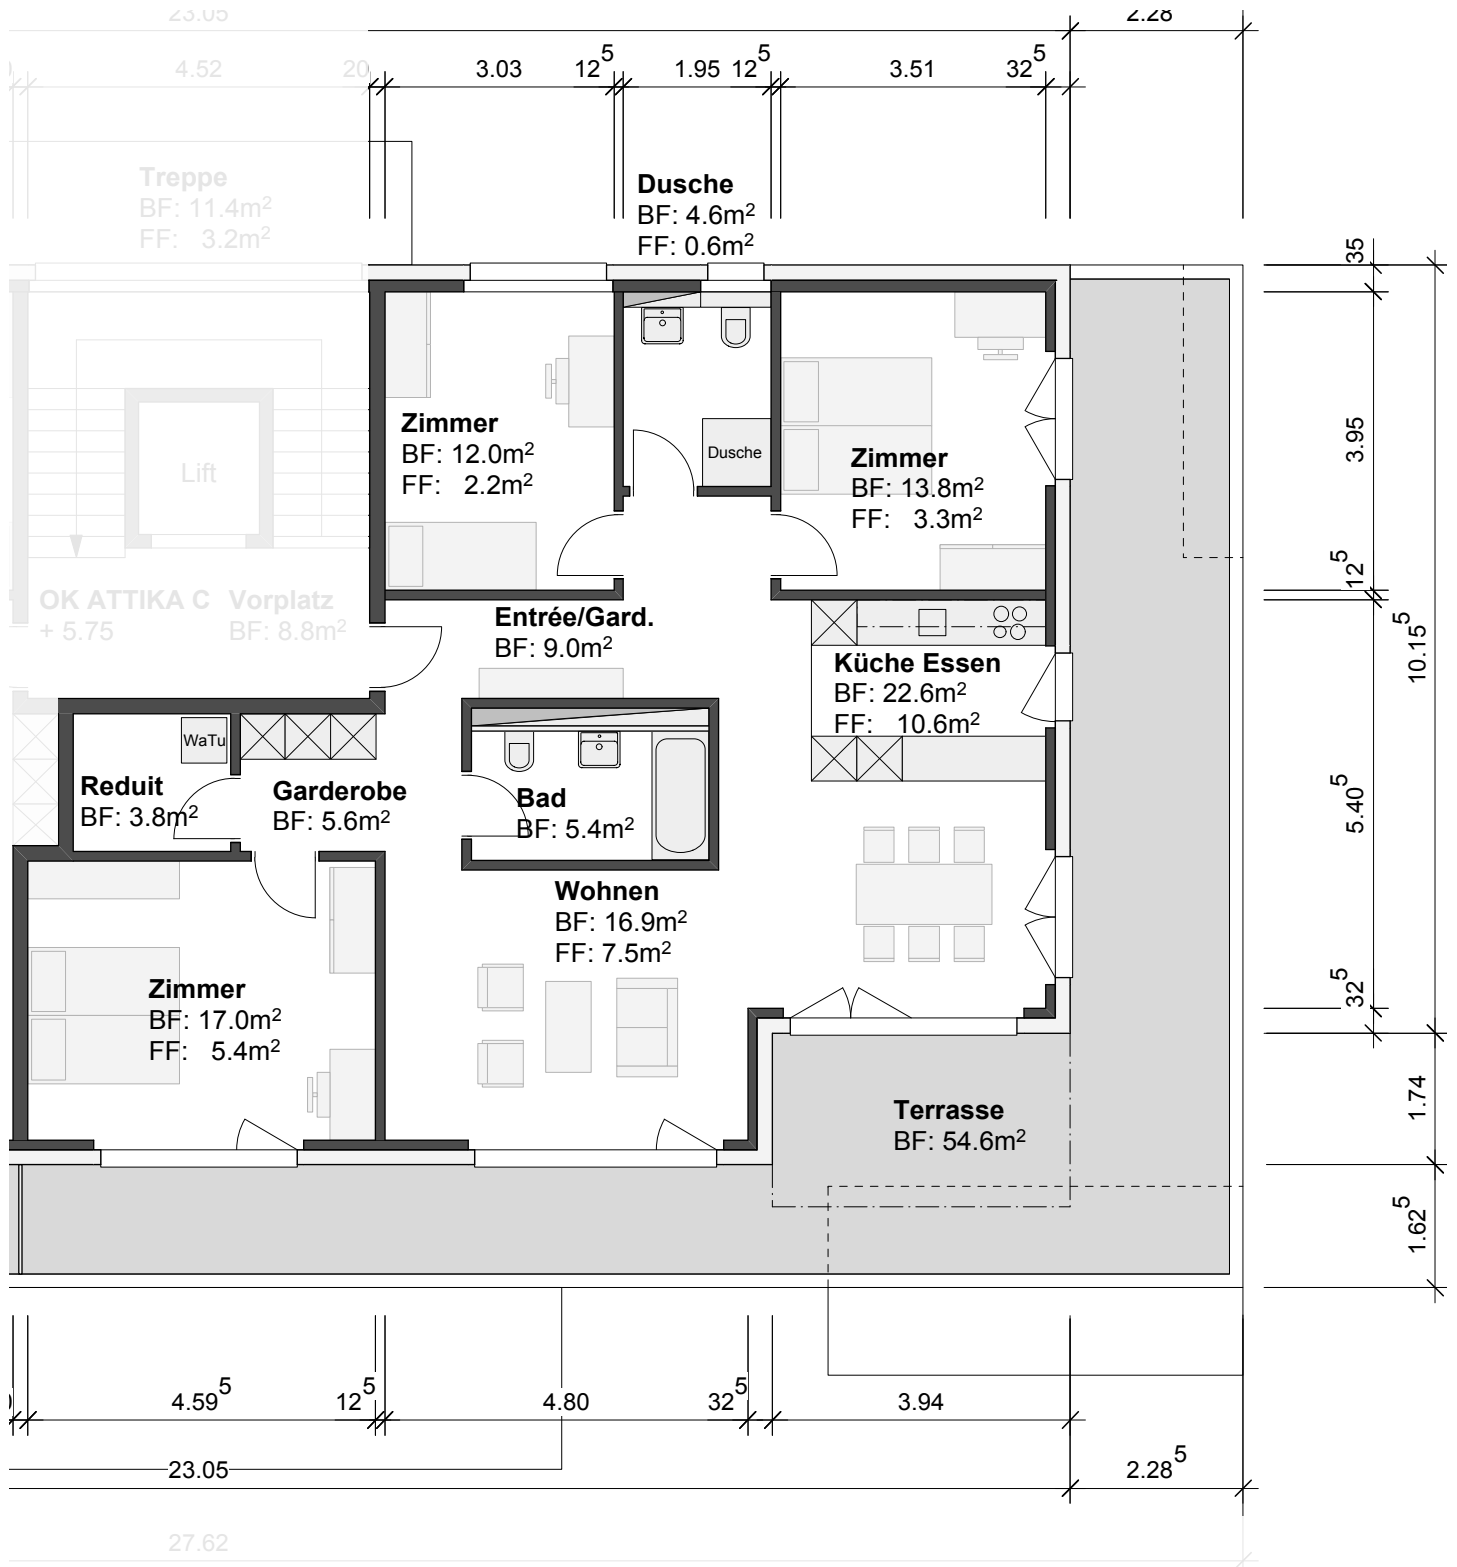 23.05
2.28
4.52
20
3.03
12⁵
1.95
12⁵
3.51
32⁵
Treppe
BF: 11.4m²
FF: 3.2m²
Dusche
BF: 4.6m²
FF: 0.6m²
35
Zimmer
BF: 12.0m²
FF: 2.2m²
Dusche
Zimmer
BF: 13.8m²
FF: 3.3m²
3.95
Lift
12⁵
OK ATTIKA C
+ 5.75
Vorplatz
BF: 8.8m²
Entrée/Gard.
BF: 9.0m²
Küche Essen
BF: 22.6m²
FF: 10.6m²
10.15⁵
WaTu
Reduit
BF: 3.8m²
Garderobe
BF: 5.6m²
Bad
BF: 5.4m²
5.40⁵
Wohnen
BF: 16.9m²
FF: 7.5m²
Zimmer
BF: 17.0m²
FF: 5.4m²
32⁵
Terrasse
BF: 54.6m²
1.74
1.62⁵
4.59⁵
12⁵
4.80
32⁵
3.94
23.05
2.28⁵
27.62